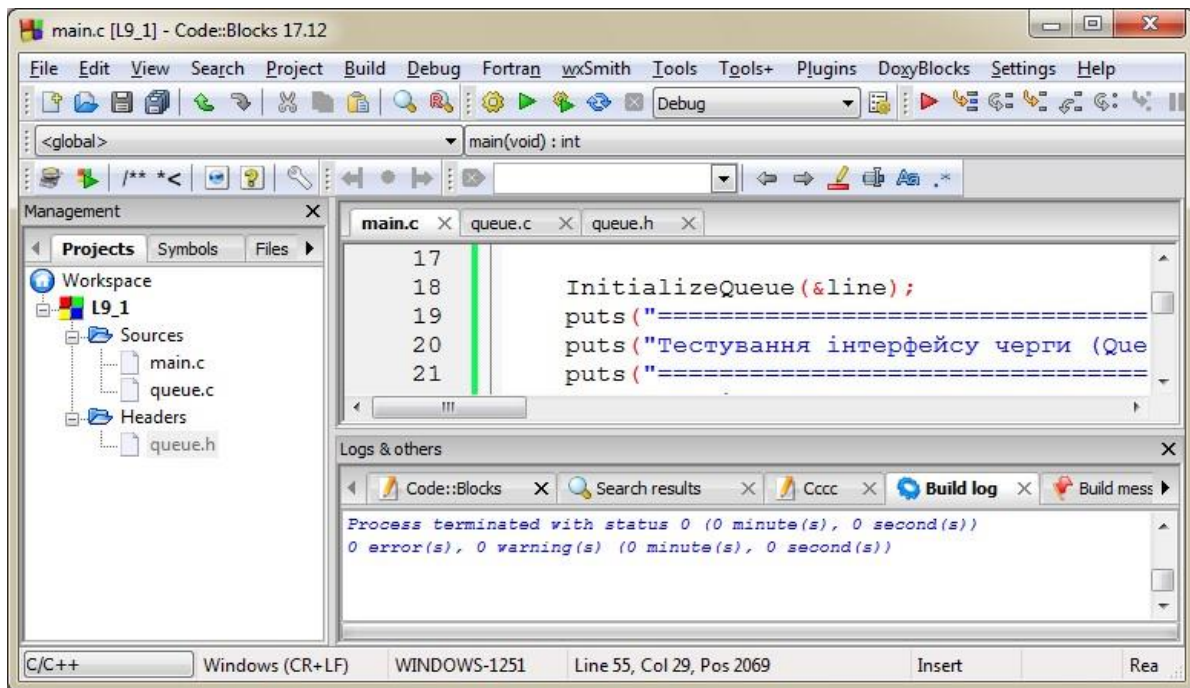 main.c [L9_1] - Code::Blocks 17.12
File Edit View Search Project Build Debug Fortran wxSmith Tools Tools+ Plugins DoxyBlocks Settings Help
Debug
<global> main(void) : int
/** *<
Management
main.c queue.c queue.h
Projects Symbols Files
Workspace
L9_1
Sources
main.c
queue.c
Headers
queue.h
17
18 InitializeQueue(&line);
19 puts("================================
20 puts("Тестування інтерфейсу черги (Que
21 puts("================================
Logs & others
Code::Blocks Search results Cccc Build log Build mess
Process terminated with status 0 (0 minute(s), 0 second(s))
0 error(s), 0 warning(s) (0 minute(s), 0 second(s))
C/C++ Windows (CR+LF) WINDOWS-1251 Line 55, Col 29, Pos 2069 Insert Rea